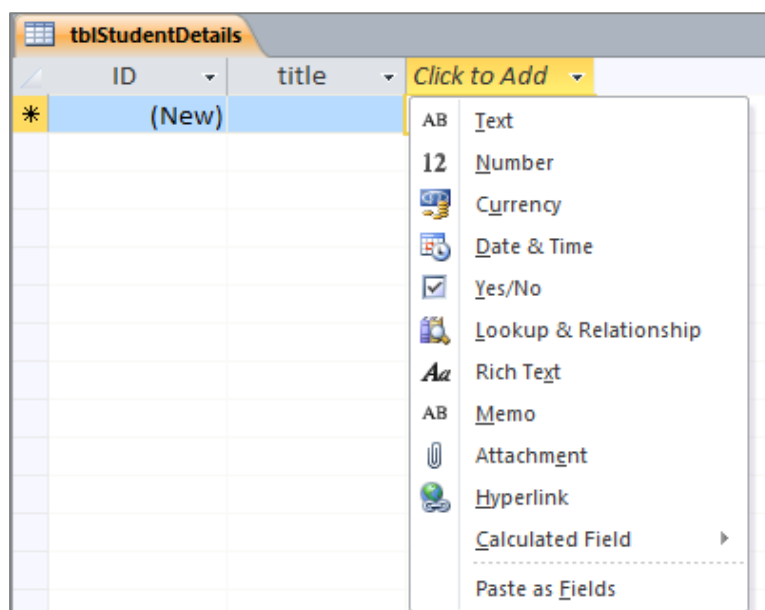 tblStudentDetails
ID title Click to Add
(New)
AB Text
12 Number
Currency
Date & Time
Yes/No
Lookup & Relationship
Aa Rich Text
AB Memo
Attachment
Hyperlink
Calculated Field
Paste as Fields